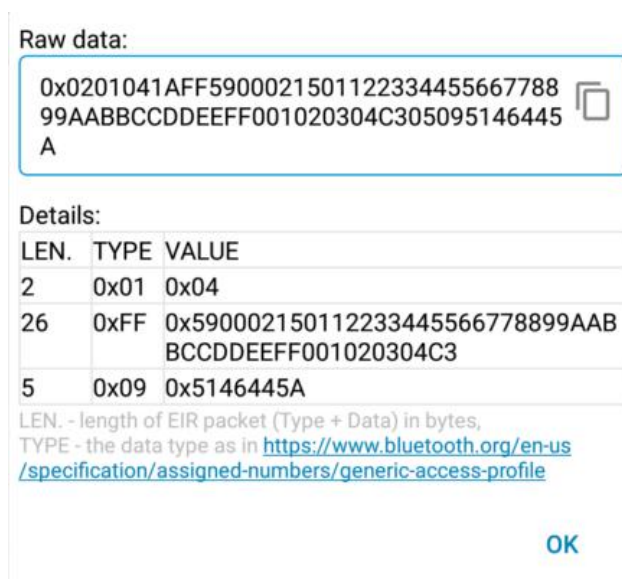 Raw data:
0x0201041AFF590002150112233445566778
99AABBCCDDEEFF001020304C305095146445
A
Details:
LEN. TYPE VALUE
2 0x01 0x04
26 0xFF 0x590002150112233445566778899AAB
BCCDDEEFF001020304C3
5 0x09 0x5146445A
LEN. - length of EIR packet (Type + Data) in bytes,
TYPE - the data type as in https://www.bluetooth.org/en-us
/specification/assigned-numbers/generic-access-profile
OK